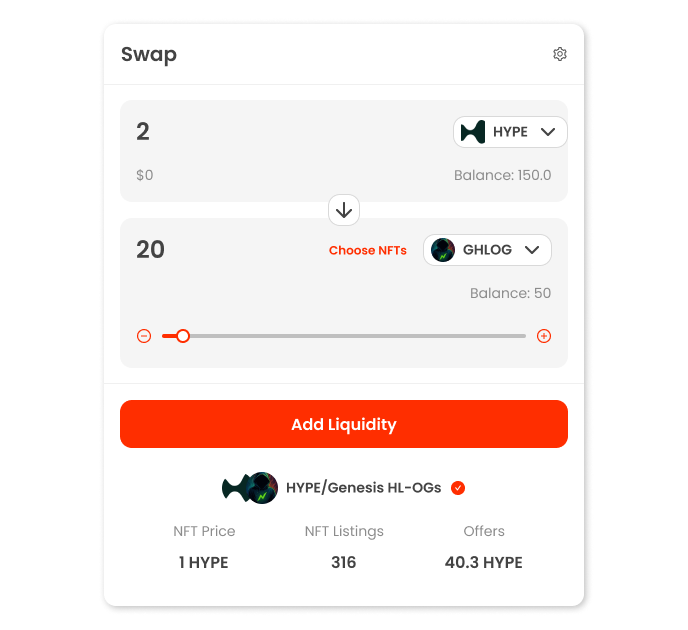 Swap
2
HYPE
$0
Balance: 150.0
20
Choose NFTs
GHLOG
Balance: 50
Add Liquidity
HYPE/Genesis HL-OGs
NFT Price
NFT Listings
Offers
1 HYPE
316
40.3 HYPE